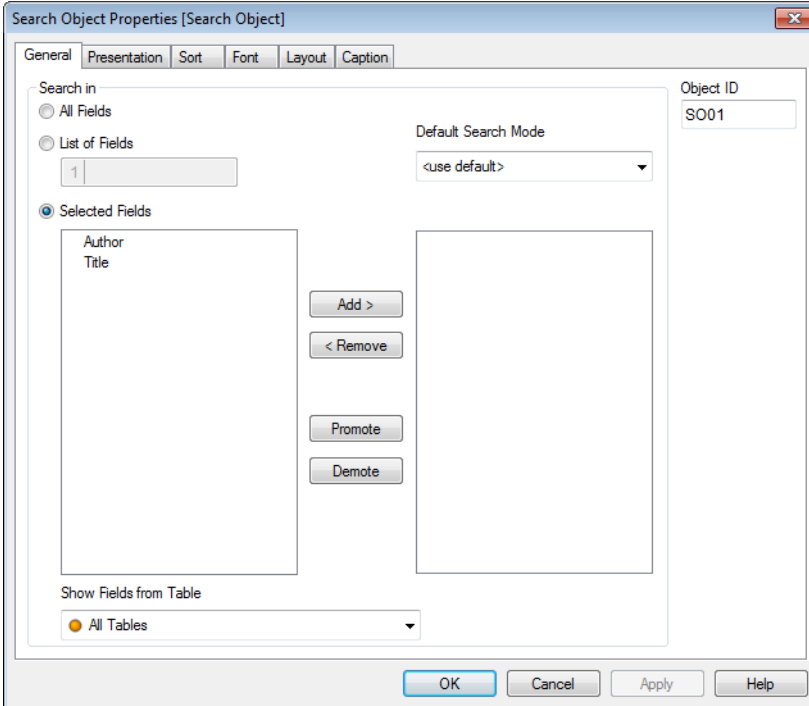 Search Object Properties [Search Object]
General Presentation Sort Font Layout Caption
Search in
All Fields
List of Fields
1
Default Search Mode
<use default>
Object ID
SO01
Selected Fields
Author
Title
Add >
< Remove
Promote
Demote
Show Fields from Table
All Tables
OK Cancel Apply Help